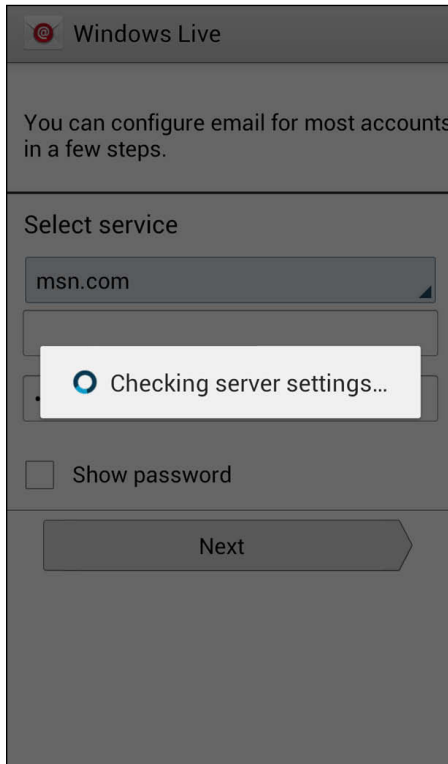 Windows Live
You can configure email for most accounts
in a few steps.
Select service
msn.com
Checking server settings...
Show password
Next